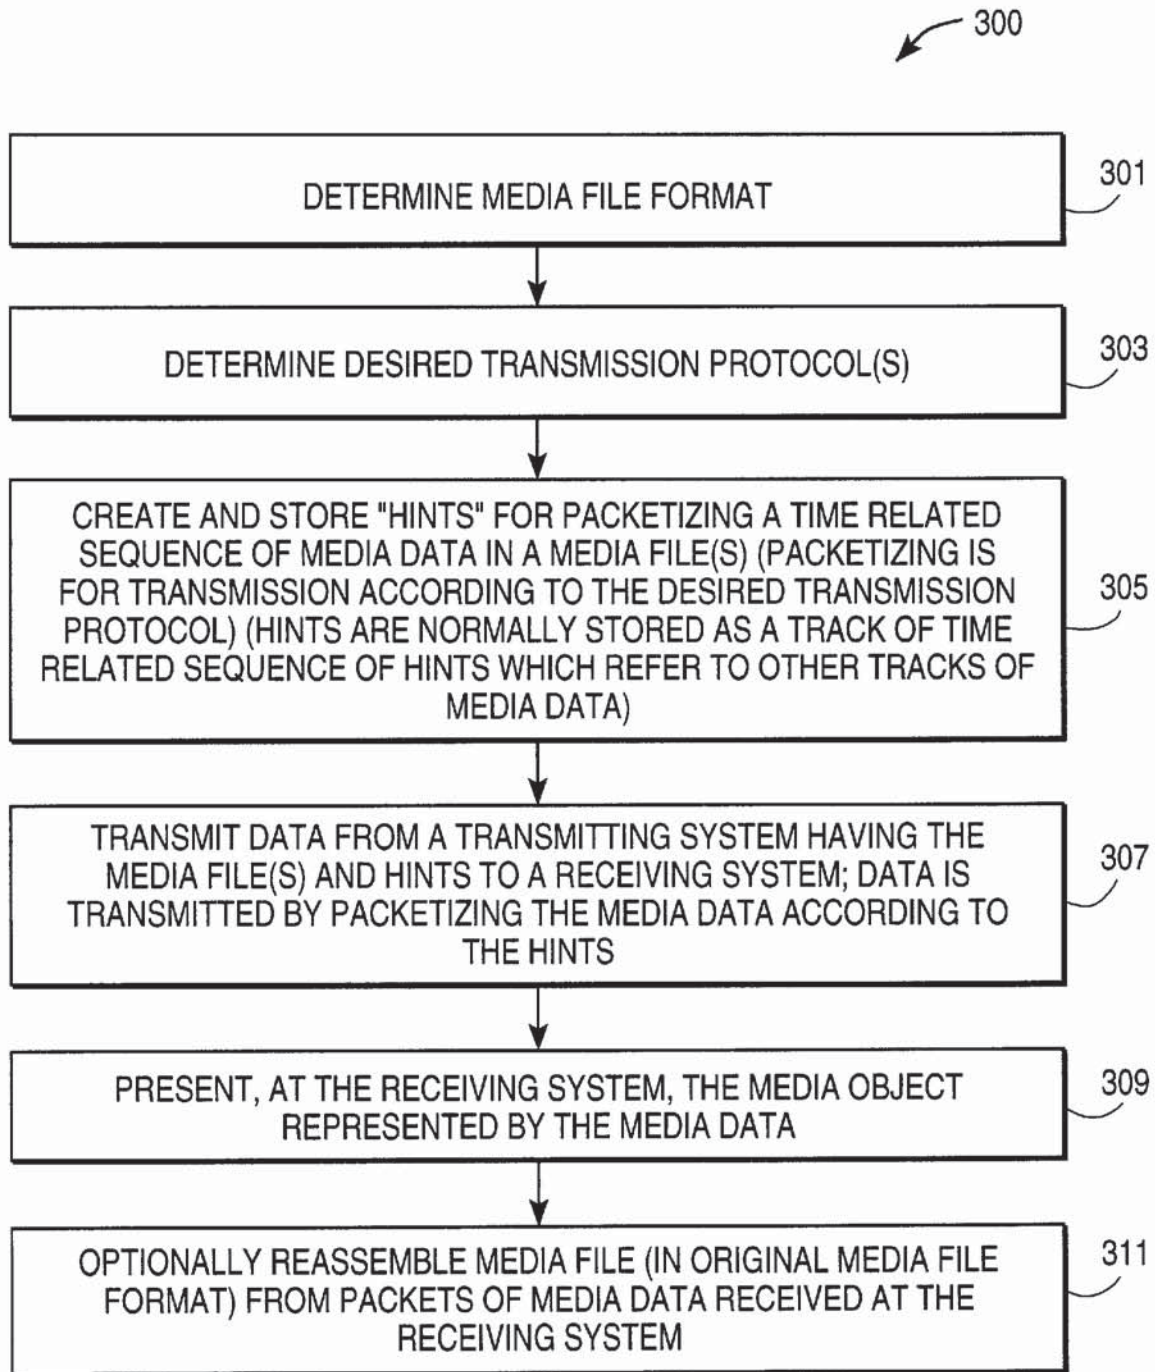 300
DETERMINE MEDIA FILE FORMAT
301
DETERMINE DESIRED TRANSMISSION PROTOCOL(S)
303
CREATE AND STORE "HINTS" FOR PACKETIZING A TIME RELATED
SEQUENCE OF MEDIA DATA IN A MEDIA FILE(S) (PACKETIZING IS
FOR TRANSMISSION ACCORDING TO THE DESIRED TRANSMISSION
PROTOCOL) (HINTS ARE NORMALLY STORED AS A TRACK OF TIME
RELATED SEQUENCE OF HINTS WHICH REFER TO OTHER TRACKS OF
MEDIA DATA)
305
TRANSMIT DATA FROM A TRANSMITTING SYSTEM HAVING THE
MEDIA FILE(S) AND HINTS TO A RECEIVING SYSTEM; DATA IS
TRANSMITTED BY PACKETIZING THE MEDIA DATA ACCORDING TO
THE HINTS
307
PRESENT, AT THE RECEIVING SYSTEM, THE MEDIA OBJECT
REPRESENTED BY THE MEDIA DATA
309
OPTIONALLY REASSEMBLE MEDIA FILE (IN ORIGINAL MEDIA FILE
FORMAT) FROM PACKETS OF MEDIA DATA RECEIVED AT THE
RECEIVING SYSTEM
311